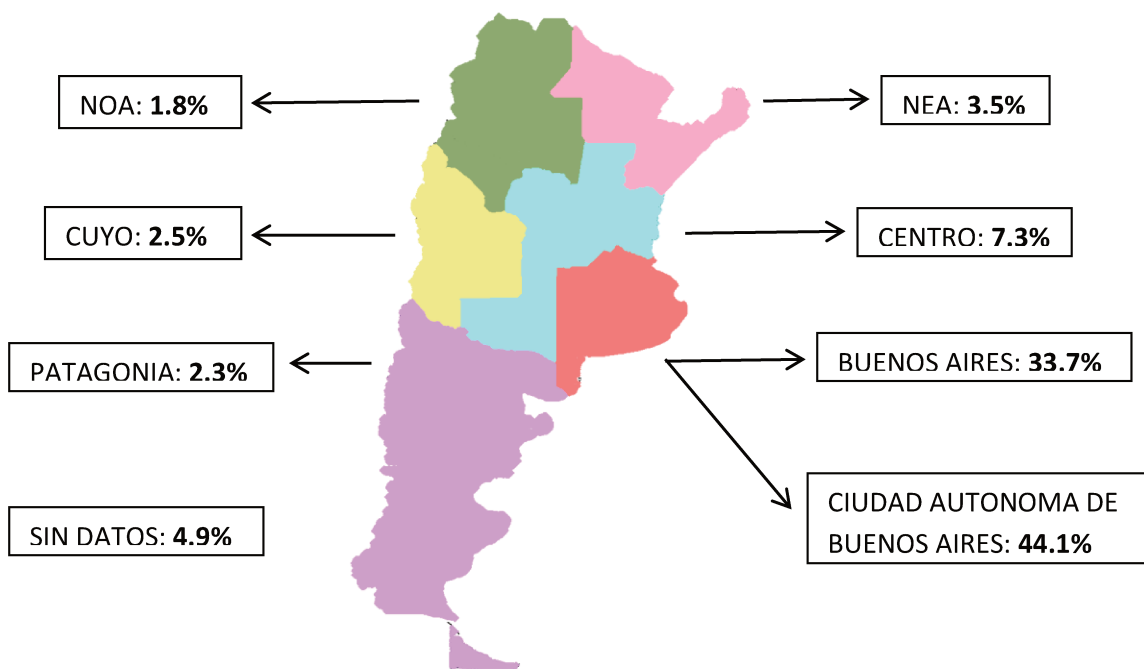 NOA: 1.8%
NEA: 3.5%
CUYO: 2.5%
CENTRO: 7.3%
PATAGONIA: 2.3%
BUENOS AIRES: 33.7%
SIN DATOS: 4.9%
CIUDAD AUTONOMA DE
BUENOS AIRES: 44.1%